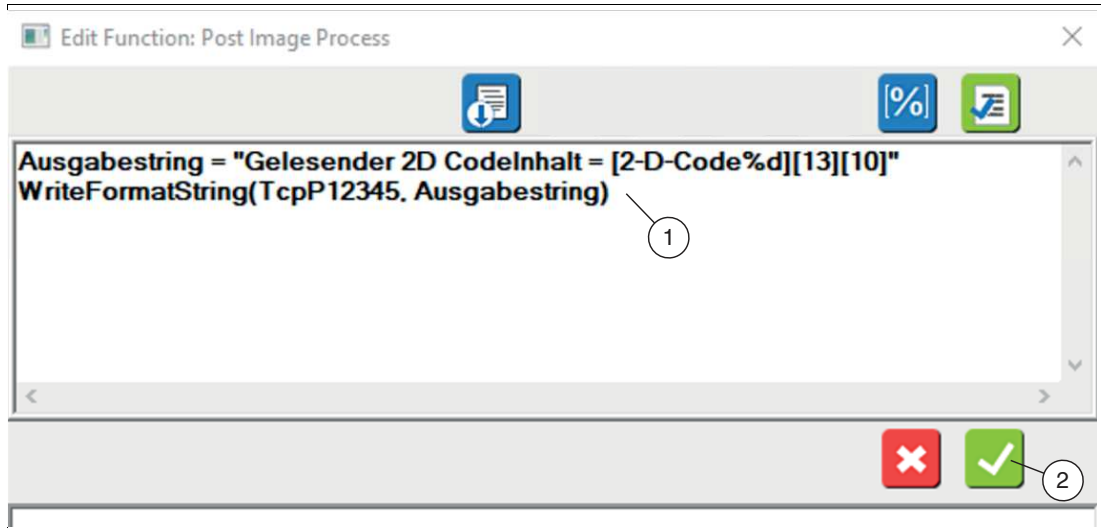 Edit Function: Post Image Process
[%]
Ausgabestring = "Gelesender 2D CodeInhalt = [2-D-Code%d][13][10]"
WriteFormatString(TcpP12345, Ausgabestring)
1
2